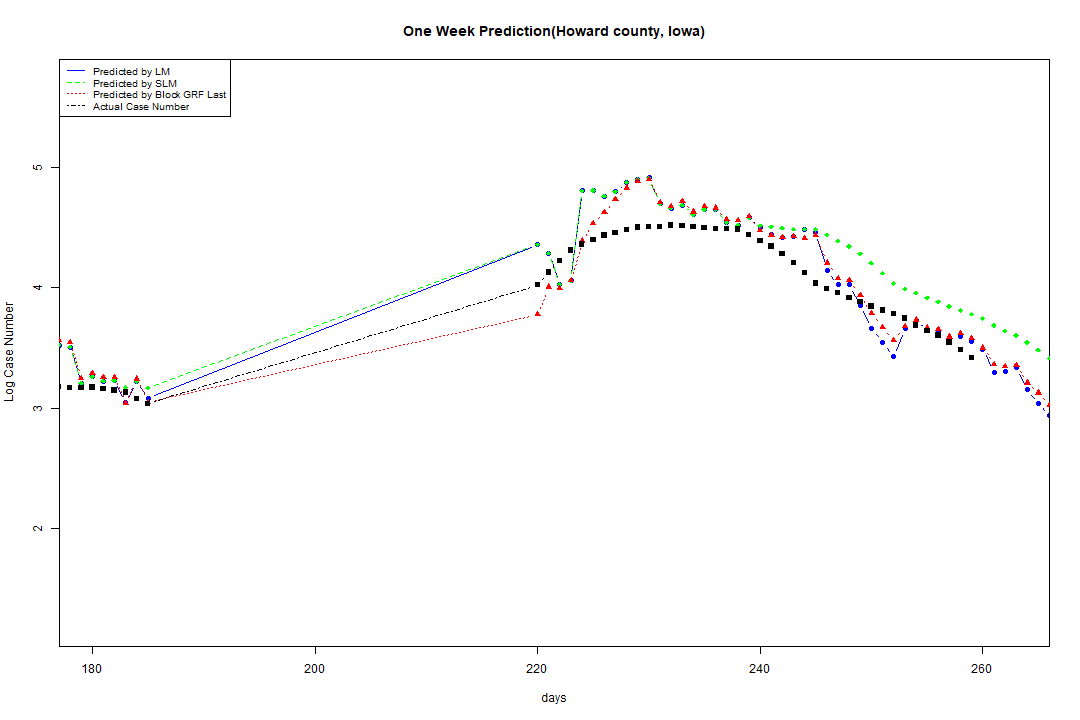 One Week Prediction(Howard county, Iowa)
Predicted by LM
Predicted by SLM
Predicted by Block GRF Last
Actual Case Number
5
4
3
2
Log Case Number
180 200 220 240 260
days